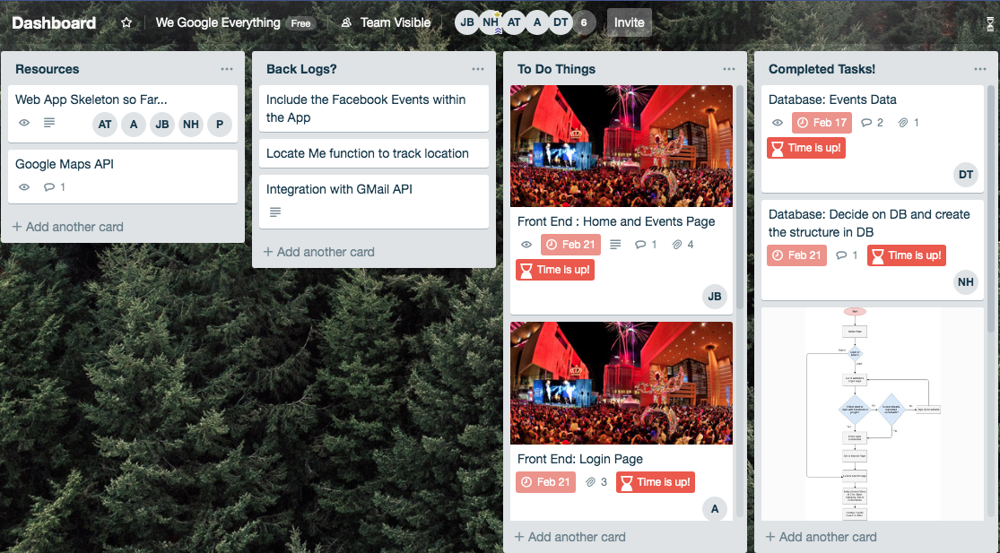 Dashboard
We Google Everything
Free
Team Visible
JB
NH
AT
A
DT
6
Invite
Resources
Web App Skeleton so Far...
AT
A
JB
NH
P
Google Maps API
1
+ Add another card
Back Logs?
Include the Facebook Events within
the App
Locate Me function to track location
Integration with GMail API
+ Add another card
To Do Things
Front End : Home and Events Page
Feb 21
1
4
Time is up!
JB
Front End: Login Page
Feb 21
3
Time is up!
A
+ Add another card
Completed Tasks!
Database: Events Data
Feb 17
2
1
Time is up!
DT
Database: Decide on DB and create
the structure in DB
Feb 21
1
Time is up!
NH
+ Add another card